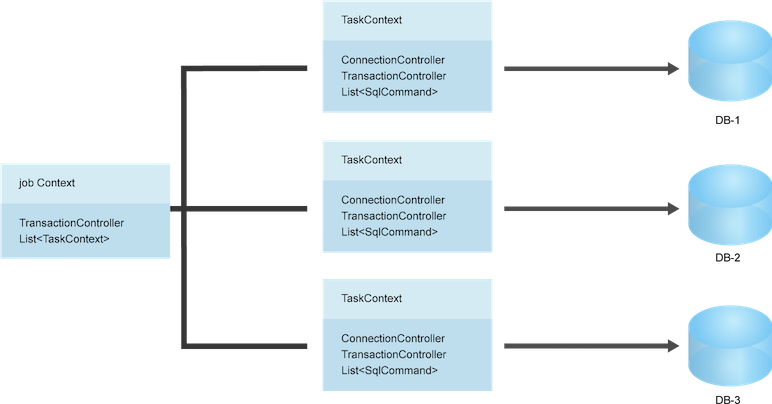 TaskContext
ConnectionController
TransactionController
List<SqlCommand>
DB-1
job Context
TransactionController
List<TaskContext>
TaskContext
ConnectionController
TransactionController
List<SqlCommand>
DB-2
TaskContext
ConnectionController
TransactionController
List<SqlCommand>
DB-3